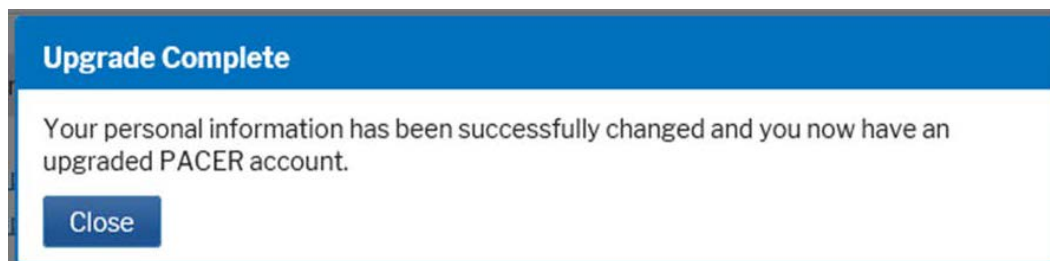 Upgrade Complete
Your personal information has been successfully changed and you now have an
upgraded PACER account.
Close